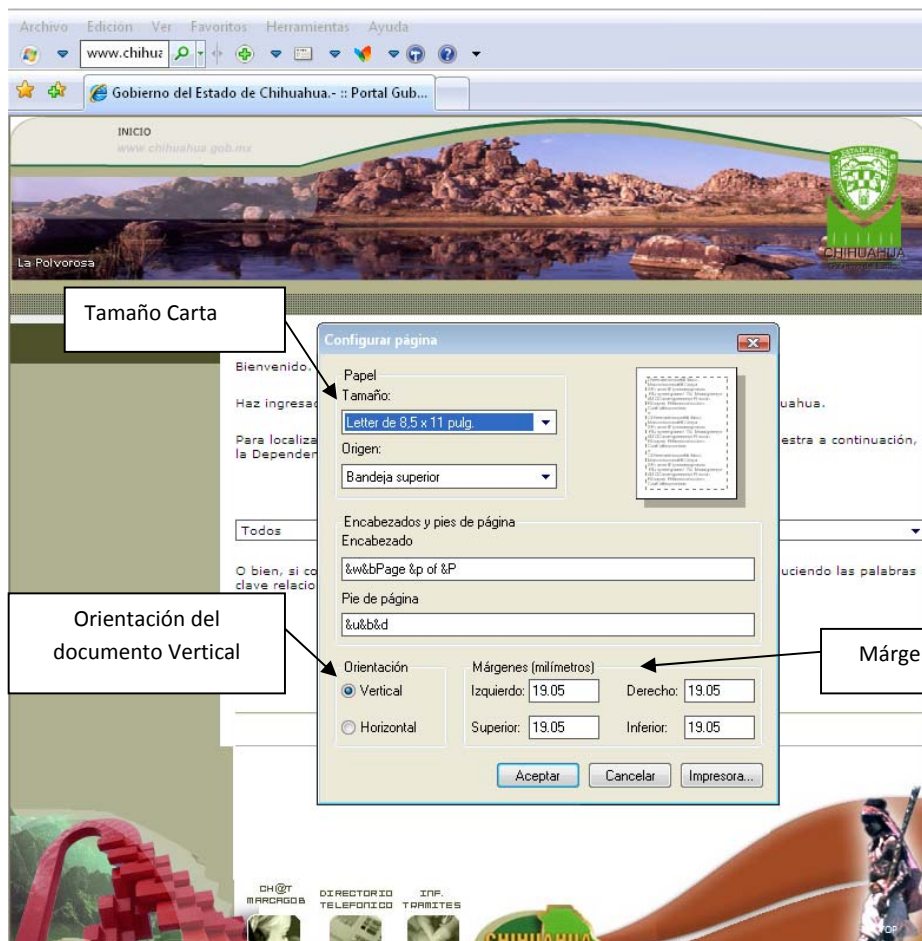 Archivo Edición Ver Favoritos Herramientas Ayuda
www.chihua
Gobierno del Estado de Chihuahua.- :: Portal Gub...
INICIO
www.chihuahua.gob.mx
La Polvorosa
CHIHUAHUA
Tamaño Carta
Configurar página
Bienvenido.
Papel
Tamaño:
Haz ingresad
uahua.
Letter de 8,5 x 11 pulg.
Para localiza
estra a continuación,
la Dependen
Origen:
Bandeja superior
Encabezados y pies de página
Todos
Encabezado
O bien, si co
&w&bPage &p of &P
uciendo las palabras
clave relacio
Pie de página
&u&b&d
Orientación del
documento Vertical
Márge
Orientación
Márgenes (milímetros)
Vertical
Izquierdo: 19.05 Derecho: 19.05
Horizontal
Superior: 19.05 Inferior: 19.05
Aceptar Cancelar Impresora...
CH@T
MARCAGOB
DIRECTORIO
TELEFONICO
INF.
TRAMITES
CHIHUAHUA
TOP